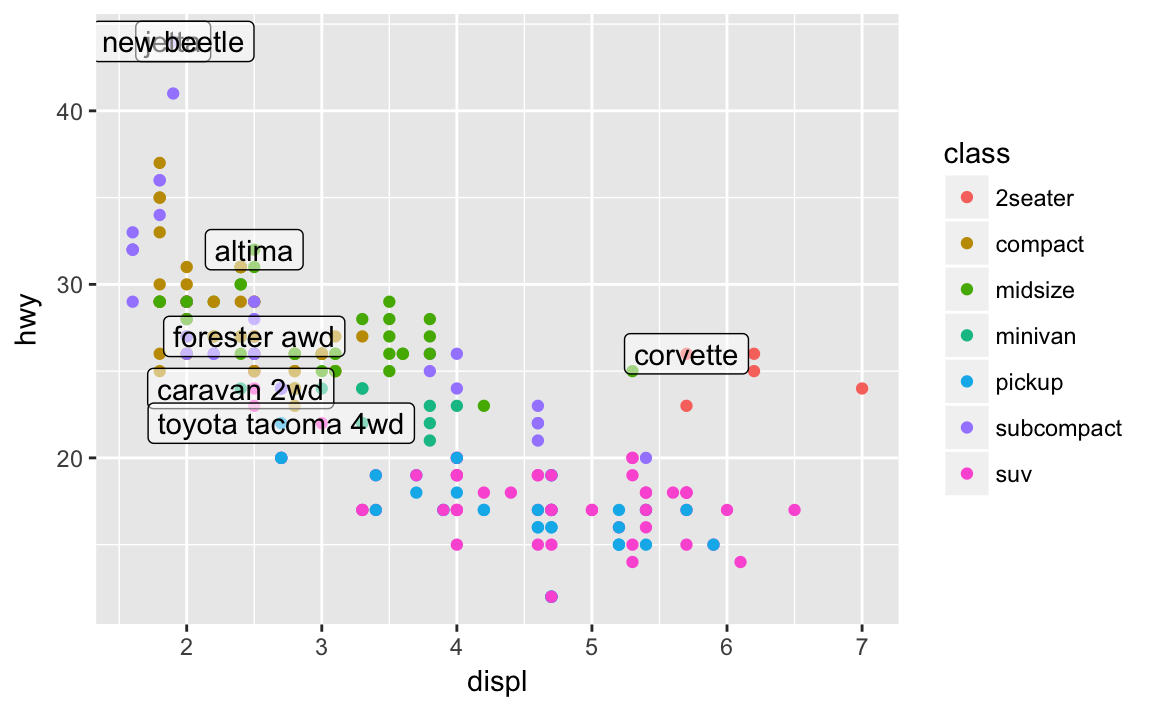 new beetle
jetta
40
altima
30
forester awd
corvette
caravan 2wd
toyota tacoma 4wd
20
hwy
2 3 4 5 6 7
displ
class
2seater
compact
midsize
minivan
pickup
subcompact
suv